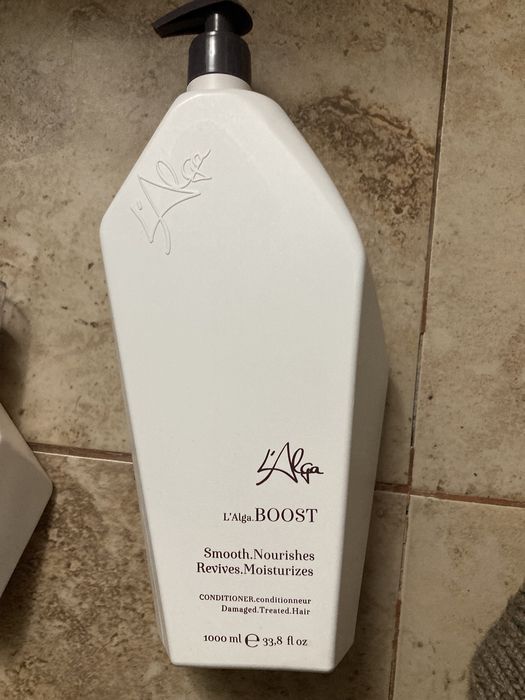 L'Alga
L'Alga
L'Alga.BOOST
Smooth.Nourishes
Revives.Moisturizes
CONDITIONER.conditionneur
Damaged.Treated.Hair
1000 ml ℮ 33,8 fl oz